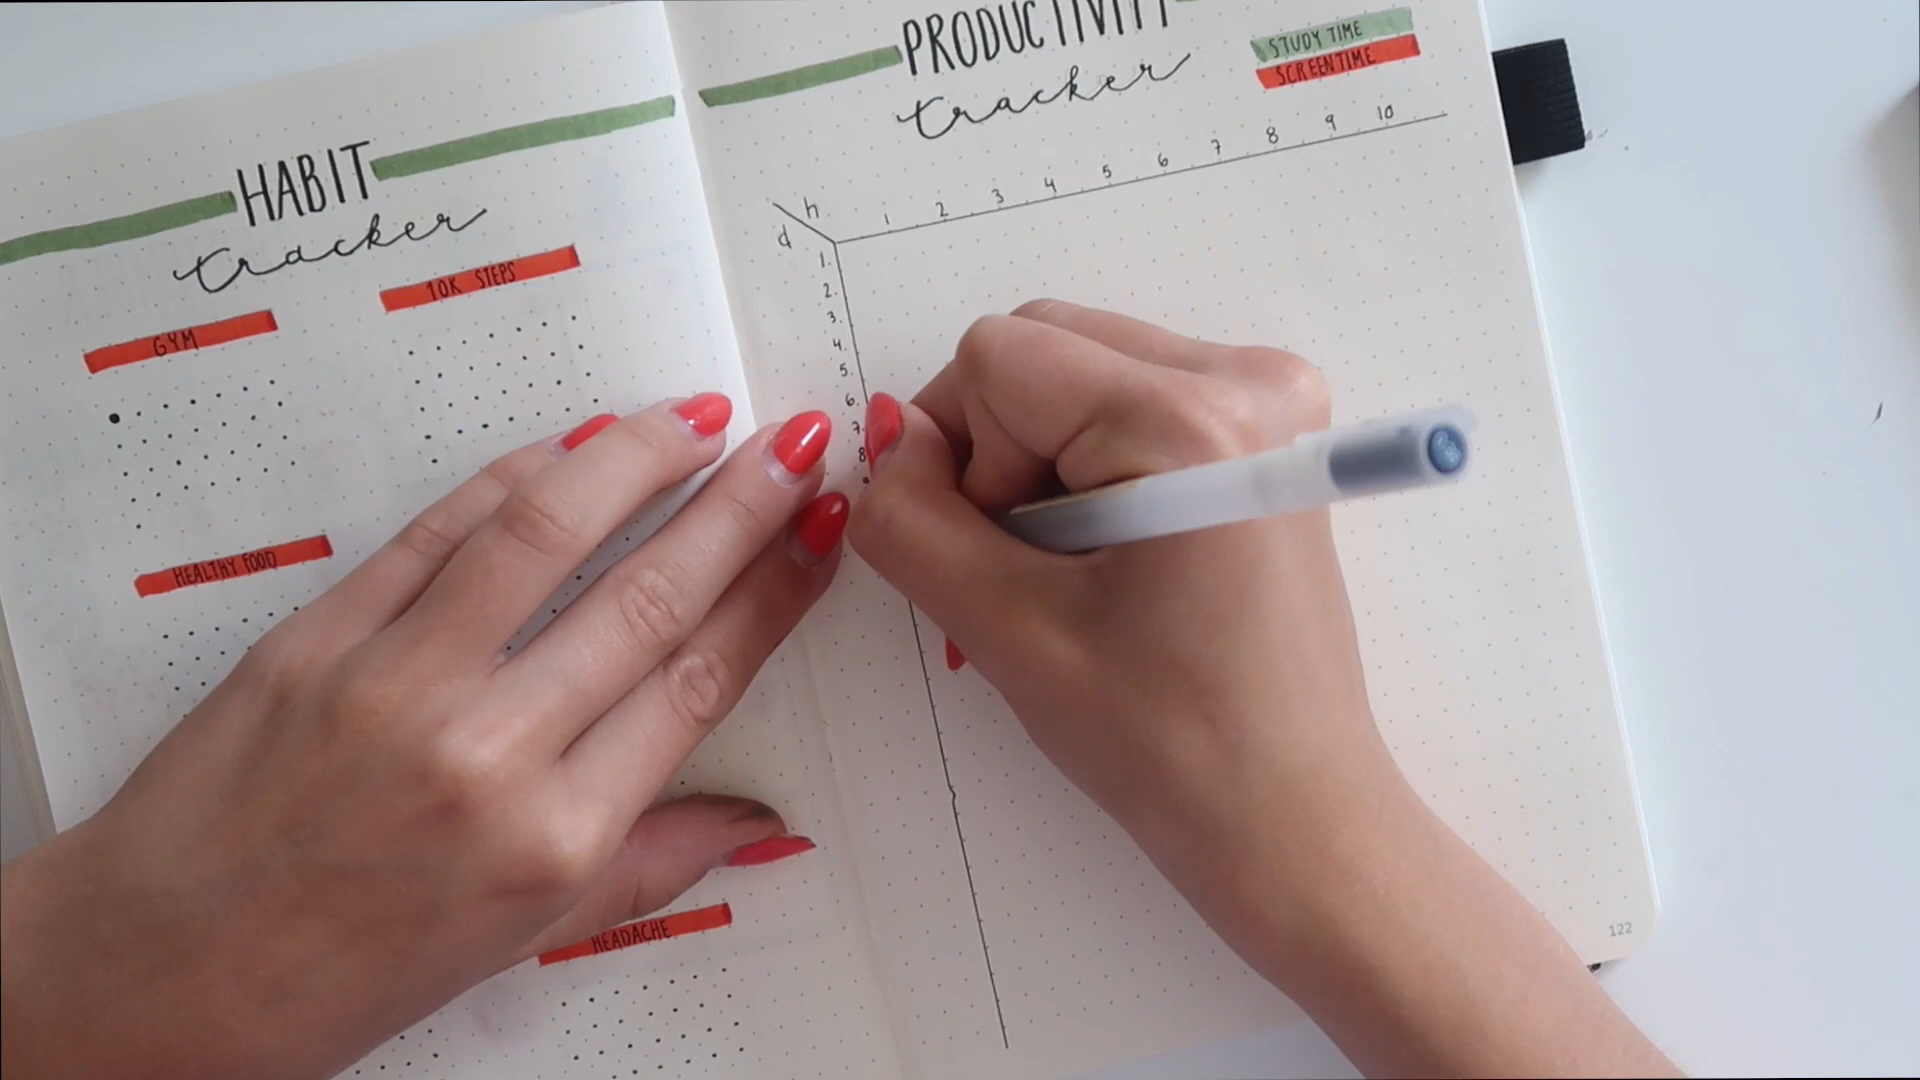 HABIT
tracker
GYM
10K STEPS
HEALTHY FOOD
HEADACHE
PRODUCTIVITY
tracker
STUDY TIME
SCREENTIME
h 1 2 3 4 5 6 7 8 9 10
d
1.
2.
3.
4.
5.
6.
7.
8
122